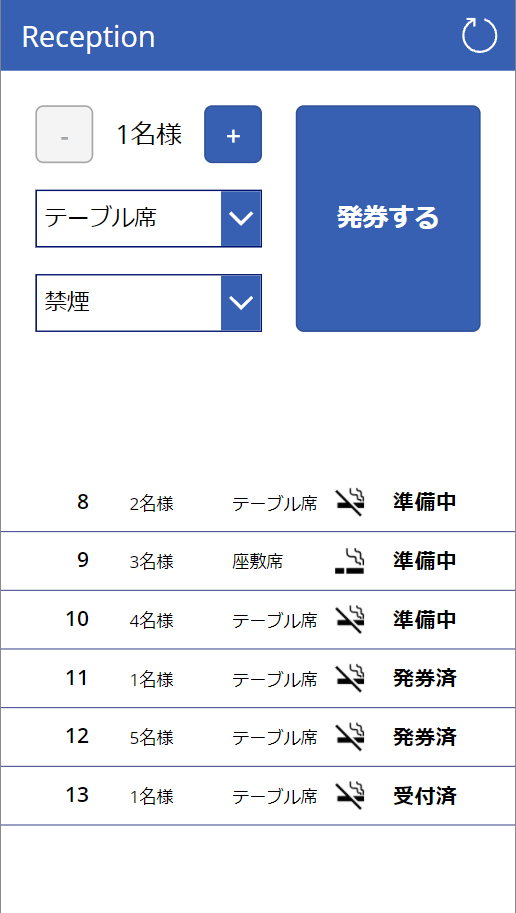 Reception
- 1名様 +
発券する
テーブル席
禁煙
8 2名様 テーブル席 準備中
9 3名様 座敷席 準備中
10 4名様 テーブル席 準備中
11 1名様 テーブル席 発券済
12 5名様 テーブル席 発券済
13 1名様 テーブル席 受付済